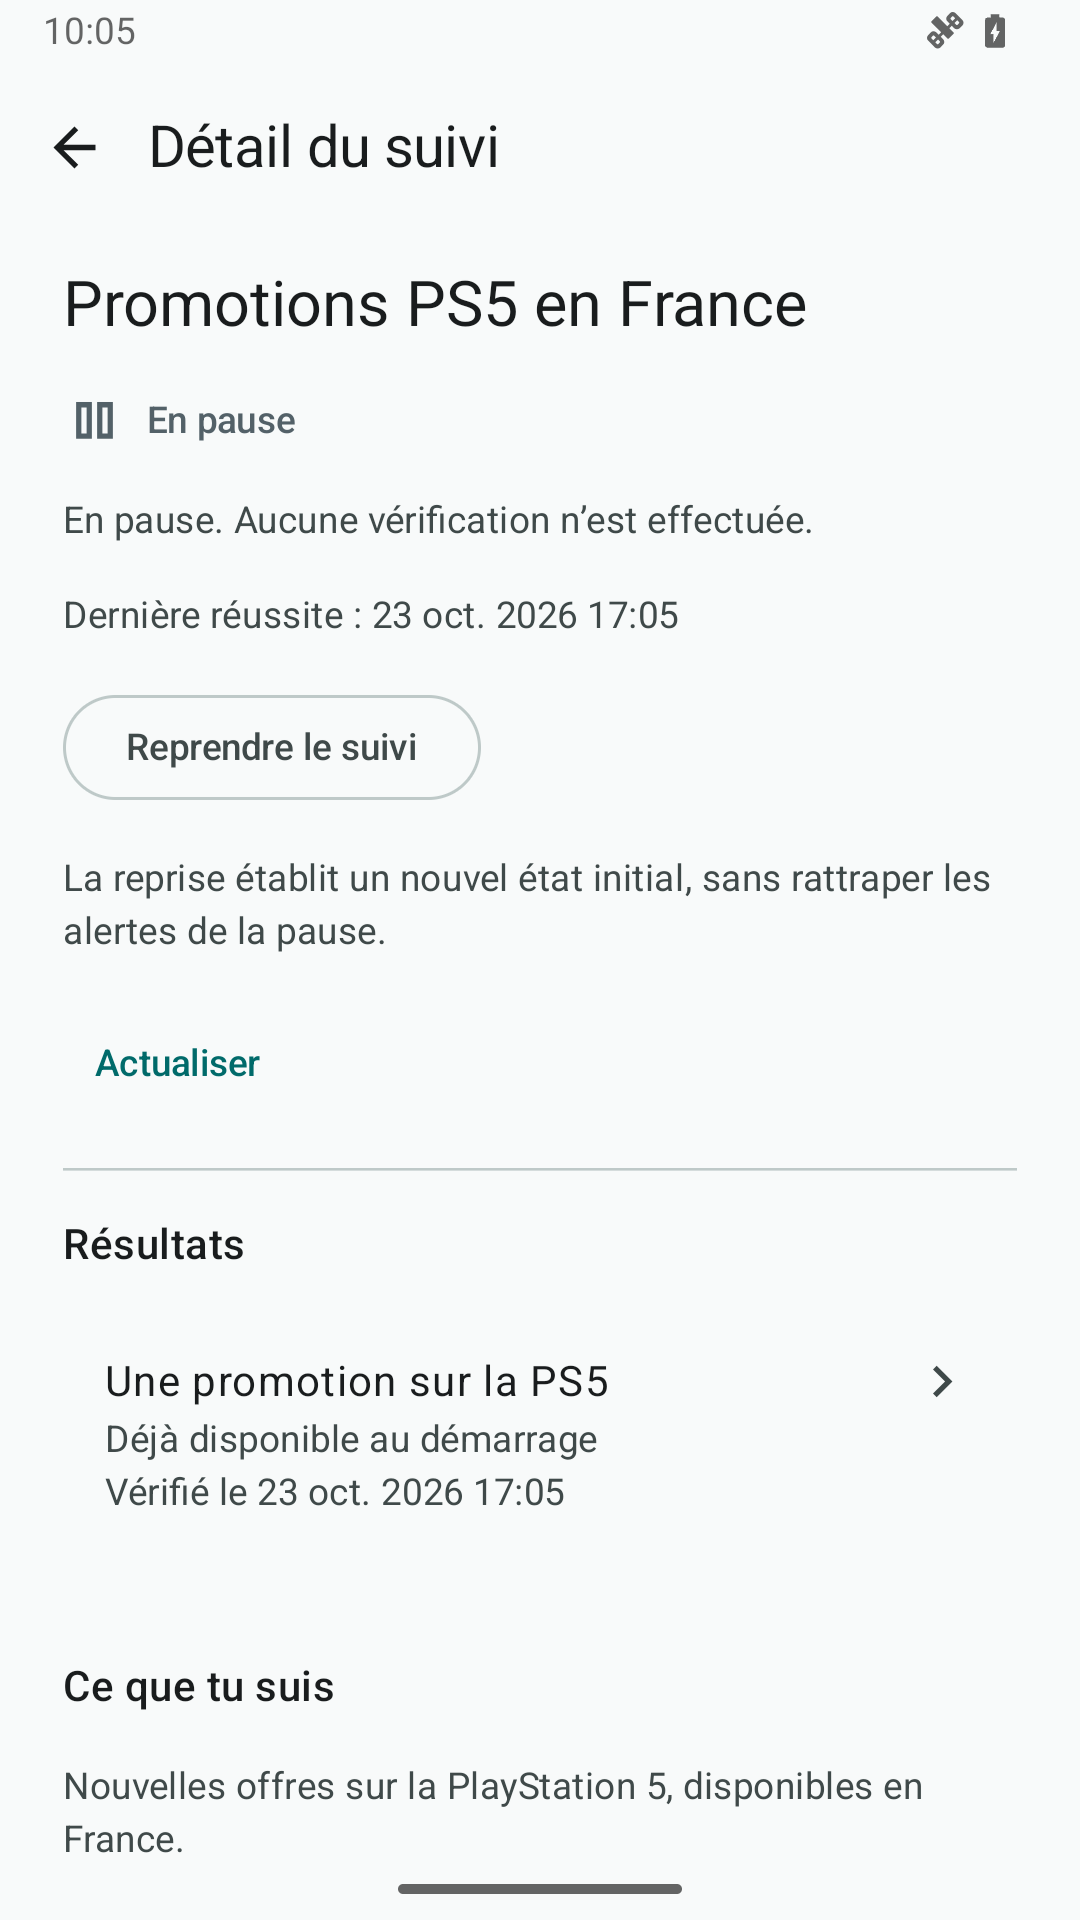 10:05
Détail du suivi
Promotions PS5 en France
En pause
En pause. Aucune vérification n’est effectuée.
Dernière réussite : 23 oct. 2026 17:05
Reprendre le suivi
La reprise établit un nouvel état initial, sans rattraper les
alertes de la pause.
Actualiser
Résultats
Une promotion sur la PS5
Déjà disponible au démarrage
Vérifié le 23 oct. 2026 17:05
Ce que tu suis
Nouvelles offres sur la PlayStation 5, disponibles en
France.